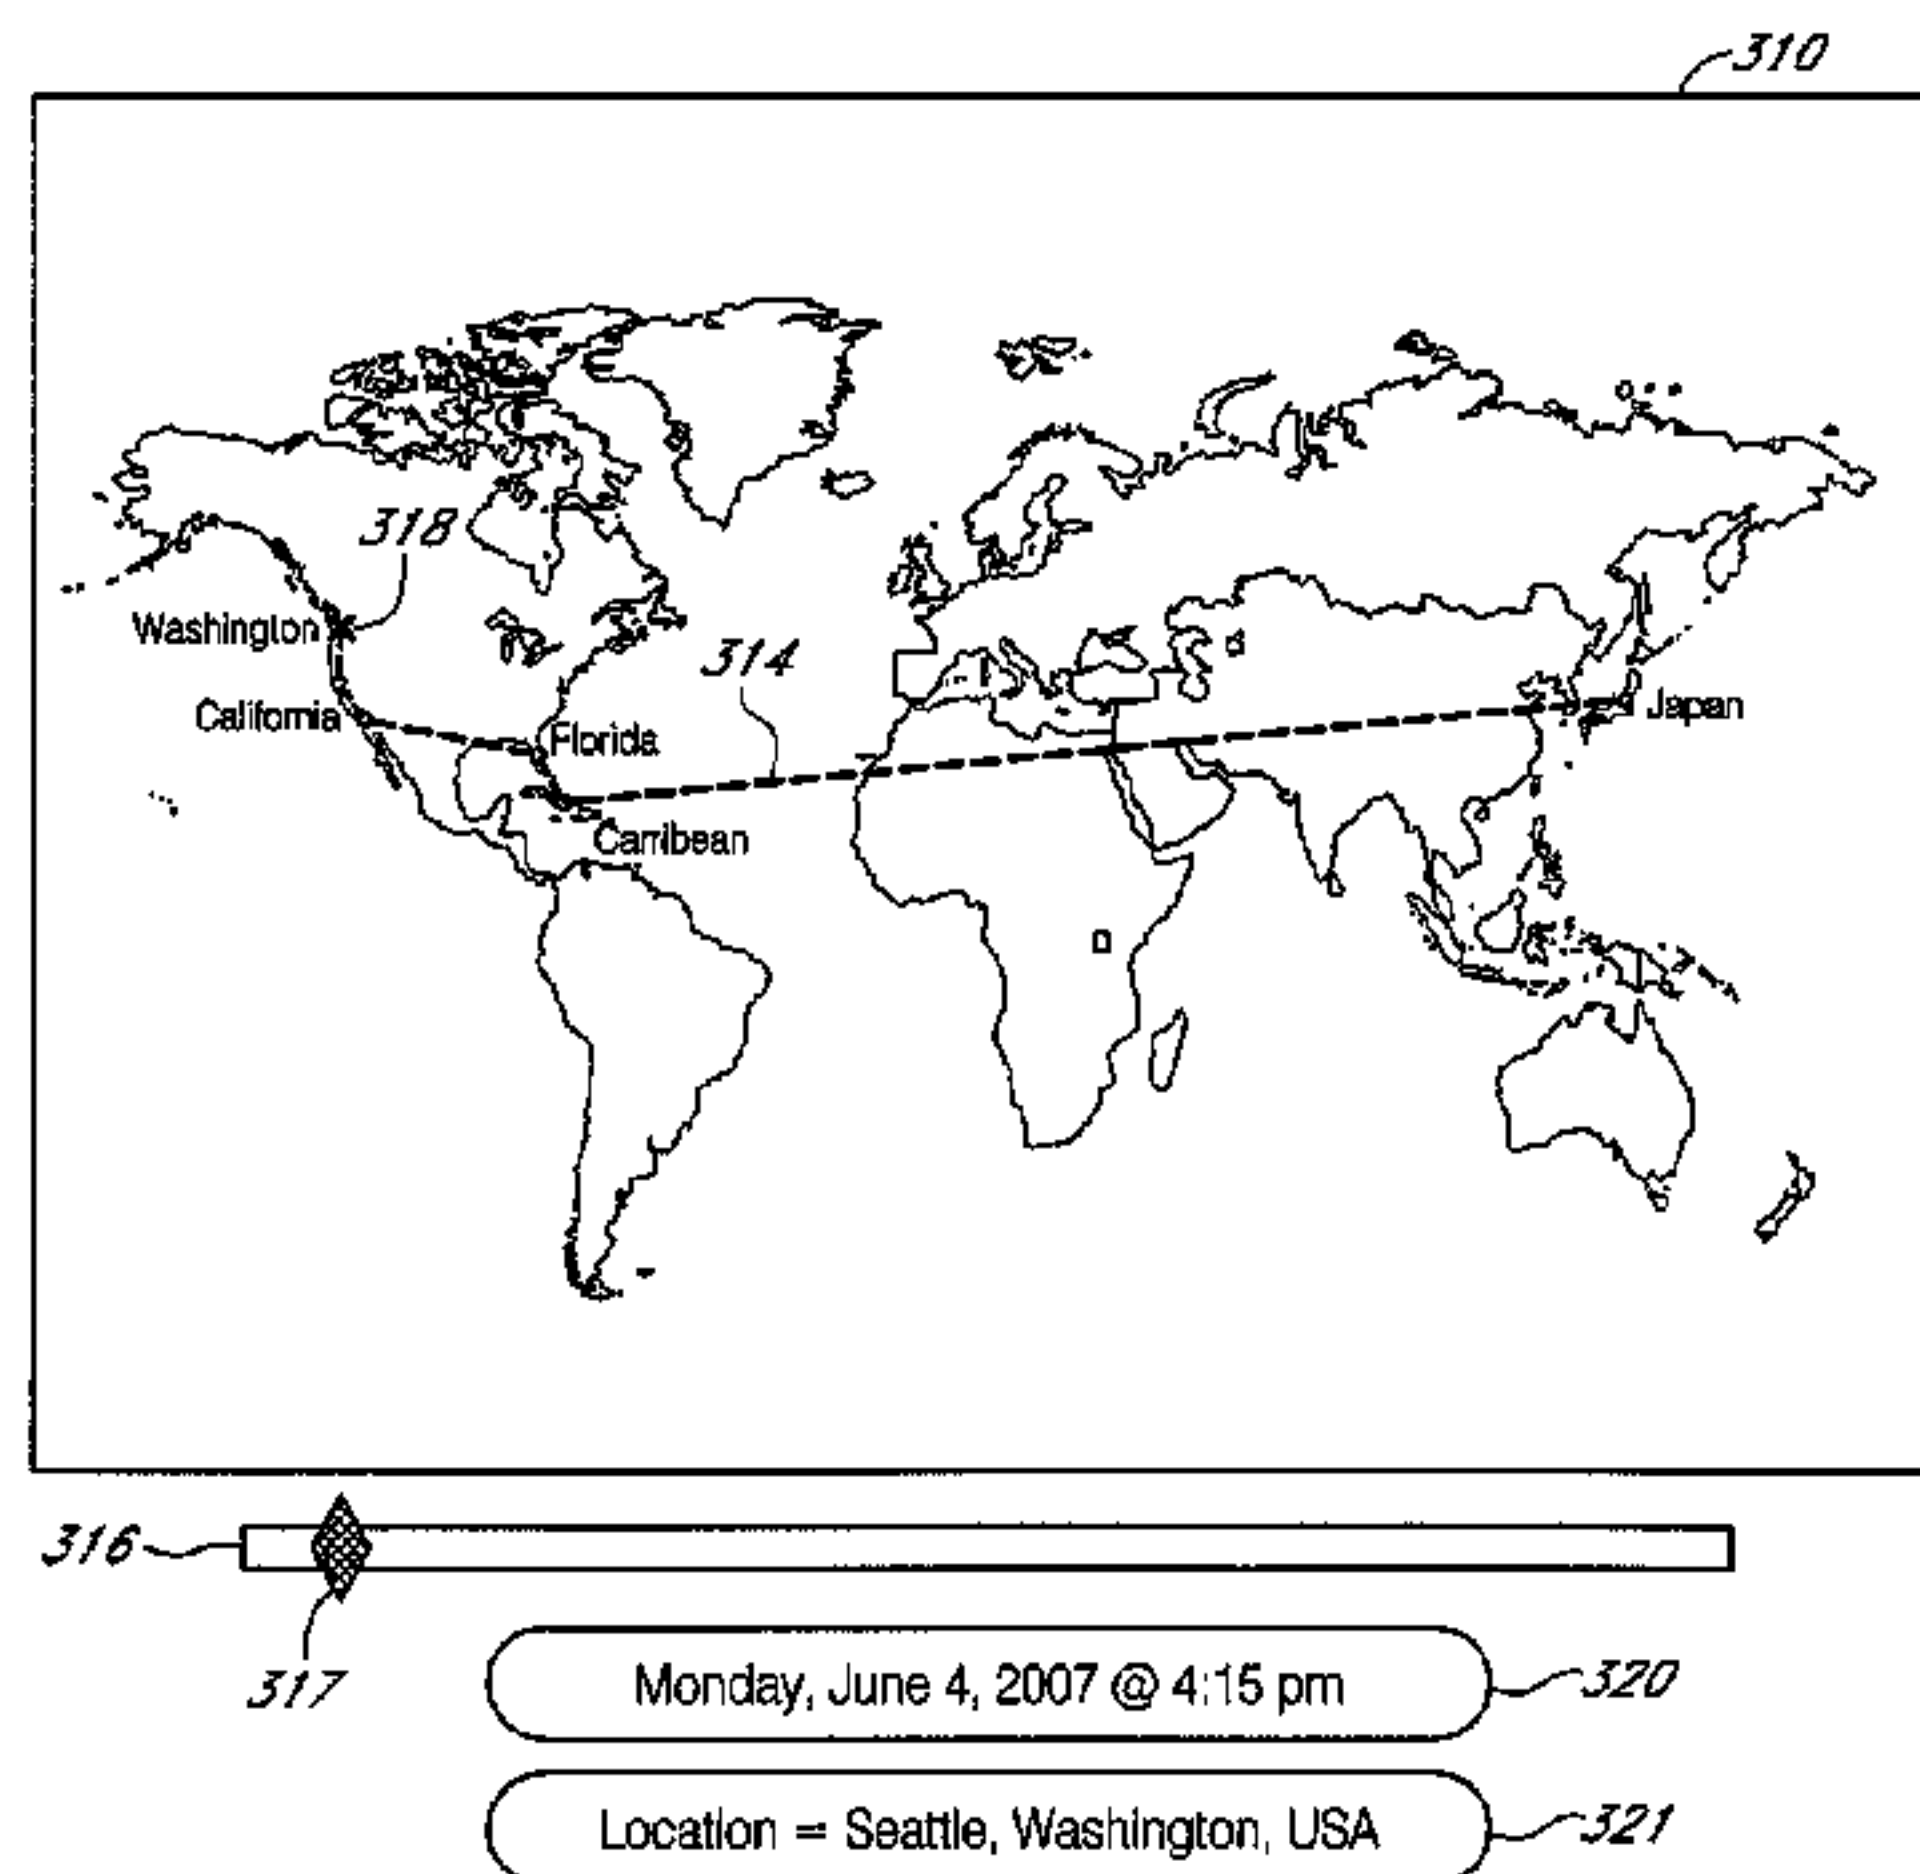 310
318
Washington
314
California
Florida
Japan
Carribean
316
317
Monday, June 4, 2007 @ 4:15 pm
320
Location = Seattle, Washington, USA
321